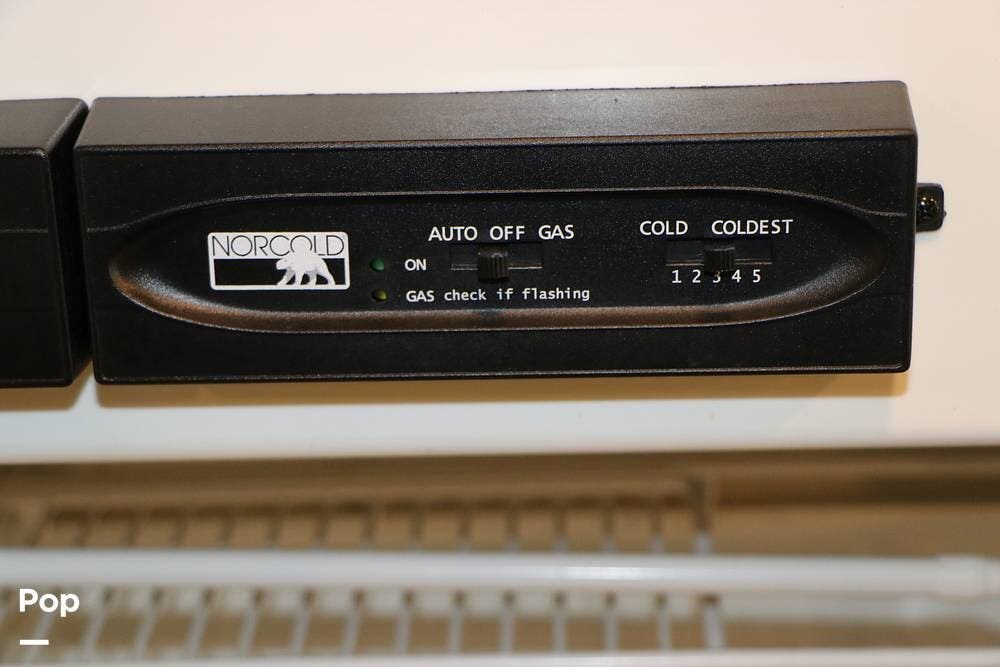 NORCOLD
AUTO OFF GAS
ON
GAS check if flashing
COLD COLDEST
1 2 3 4 5
Pop